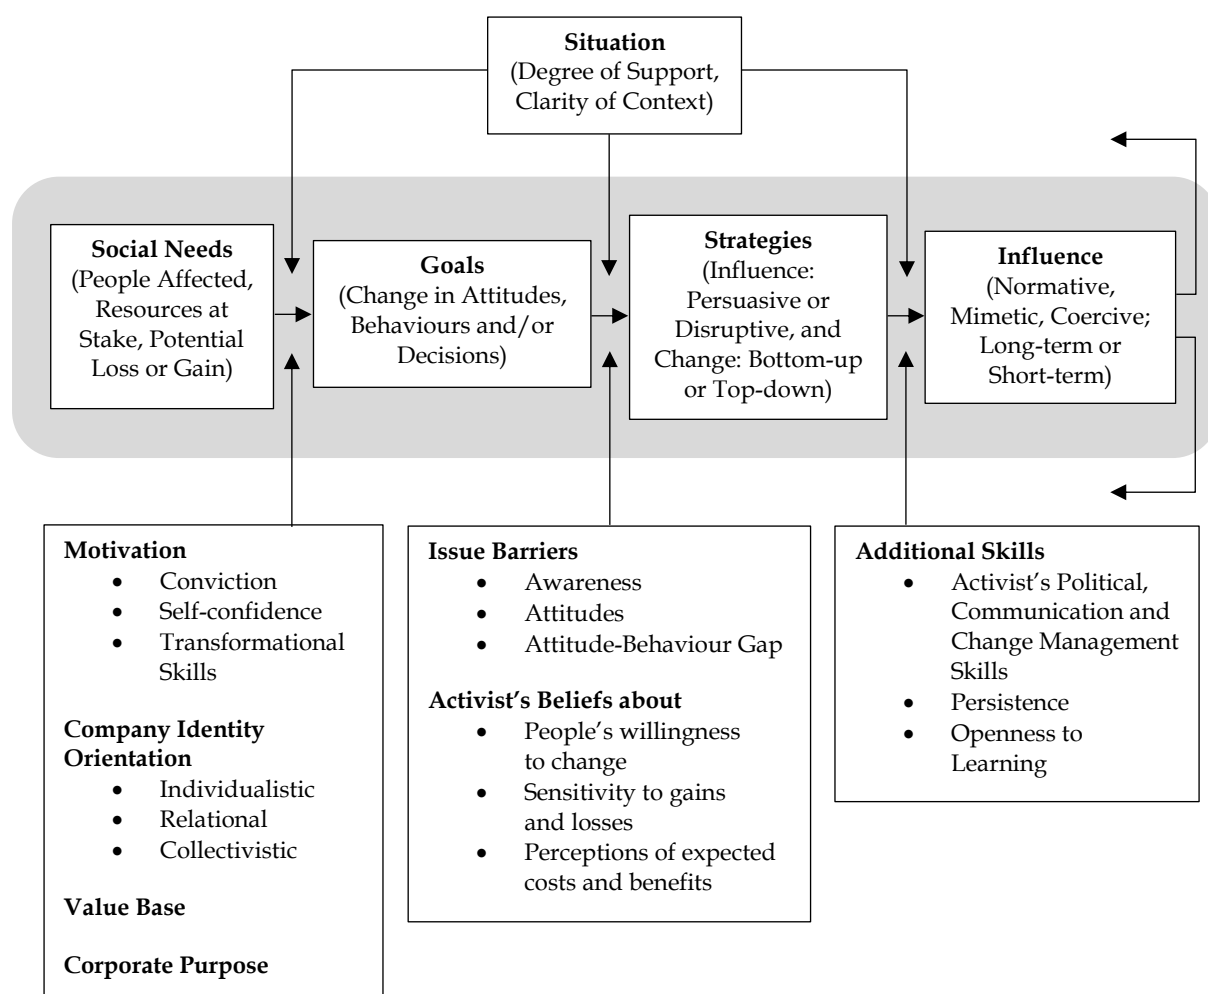 Situation
(Degree of Support,
Clarity of Context)
Social Needs
(People Affected,
Resources at
Stake, Potential
Loss or Gain)
Goals
(Change in Attitudes,
Behaviours and/or
Decisions)
Strategies
(Influence:
Persuasive or
Disruptive, and
Change: Bottom-up
or Top-down)
Influence
(Normative,
Mimetic, Coercive;
Long-term or
Short-term)
Motivation
• Conviction
• Self-confidence
• Transformational
Skills
Company Identity
Orientation
• Individualistic
• Relational
• Collectivistic
Value Base
Corporate Purpose
Issue Barriers
• Awareness
• Attitudes
• Attitude-Behaviour Gap
Activist's Beliefs about
• People's willingness
to change
• Sensitivity to gains
and losses
• Perceptions of expected
costs and benefits
Additional Skills
• Activist's Political,
Communication and
Change Management
Skills
• Persistence
• Openness to
Learning